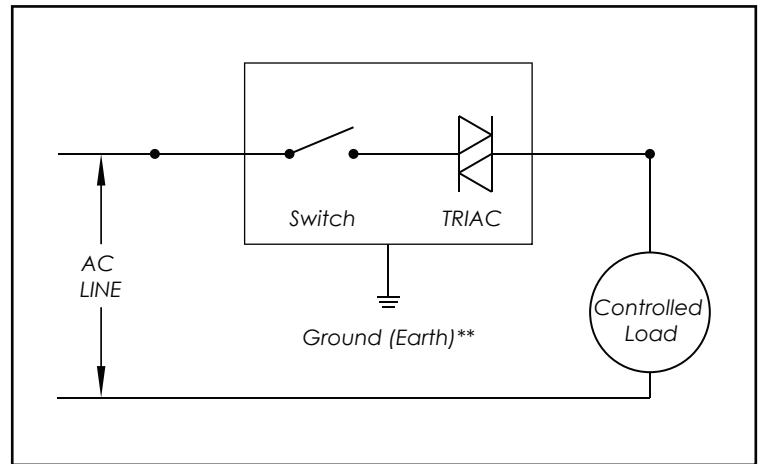 Switch
TRIAC
AC
LINE
Ground (Earth)**
Controlled
Load